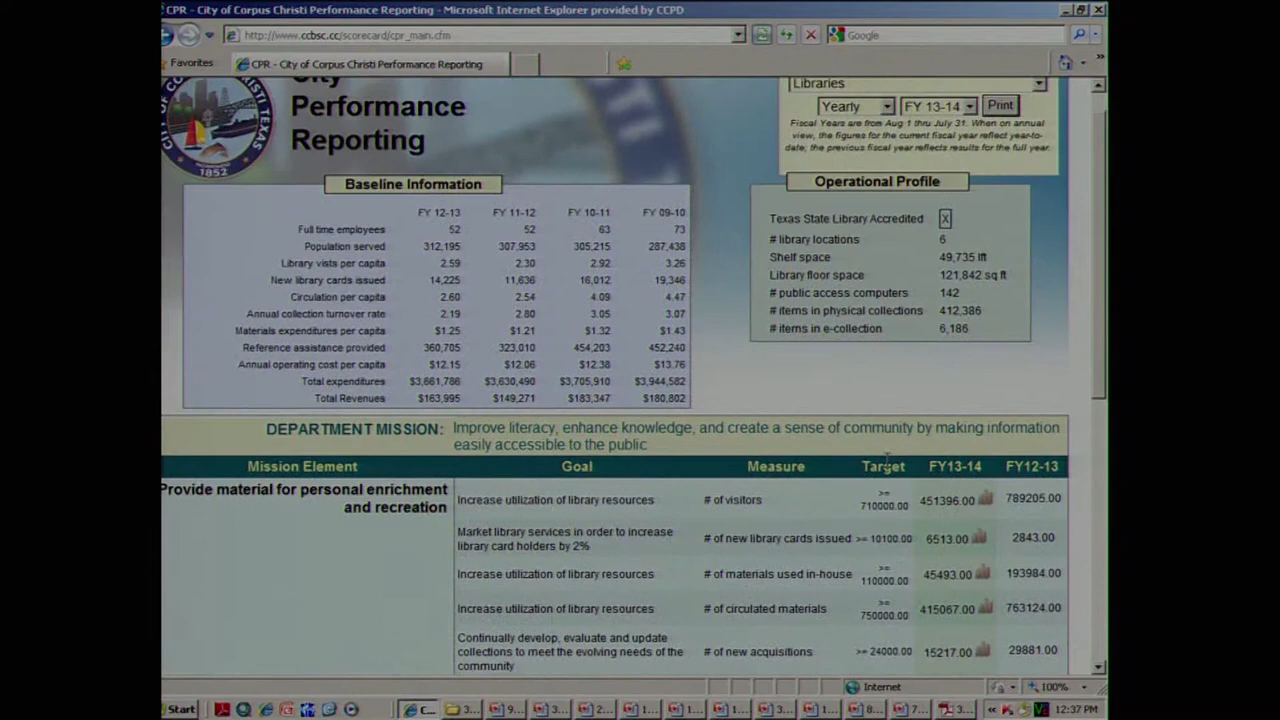 CPR - City of Corpus Christi Performance Reporting - Microsoft Internet Explorer provided by CCPD
http://www.ccbsc.cc/scorecard/cpr_main.cfm
Google
Favorites
CPR - City of Corpus Christi Performance Reporting
City
Performance
Reporting
1852
Libraries
Yearly FY 13-14 Print
Fiscal Years are from Aug 1 thru July 31. When on annual
view, the figures for the current fiscal year reflect year-to-
date; the previous fiscal year reflects results for the full year.
Baseline Information
FY 12-13 FY 11-12 FY 10-11 FY 09-10
Full time employees 52 52 63 73
Population served 312,195 307,953 305,215 287,438
Library vists per capita 2.59 2.30 2.92 3.26
New library cards issued 14,225 11,636 16,012 19,346
Circulation per capita 2.60 2.54 4.09 4.47
Annual collection turnover rate 2.19 2.80 3.05 3.07
Materials expenditures per capita $1.25 $1.21 $1.32 $1.43
Reference assistance provided 360,705 323,010 454,203 452,240
Annual operating cost per capita $12.15 $12.06 $12.38 $13.76
Total expenditures $3,661,786 $3,630,490 $3,705,910 $3,944,582
Total Revenues $163,995 $149,271 $183,347 $180,802
Operational Profile
Texas State Library Accredited X
# library locations 6
Shelf space 49,735 lft
Library floor space 121,842 sq ft
# public access computers 142
# items in physical collections 412,386
# items in e-collection 6,186
DEPARTMENT MISSION: Improve literacy, enhance knowledge, and create a sense of community by making information
easily accessible to the public
Mission Element Goal Measure Target FY13-14 FY12-13
Provide material for personal enrichment
and recreation
Increase utilization of library resources # of visitors >= 710000.00 451396.00 789205.00
Market library services in order to increase
library card holders by 2% # of new library cards issued >= 10100.00 6513.00 2843.00
Increase utilization of library resources # of materials used in-house >= 110000.00 45493.00 193984.00
Increase utilization of library resources # of circulated materials >= 750000.00 415067.00 763124.00
Continually develop, evaluate and update
collections to meet the evolving needs of the
community # of new acquisitions >= 24000.00 15217.00 29881.00
Internet 100%
Start 12:37 PM